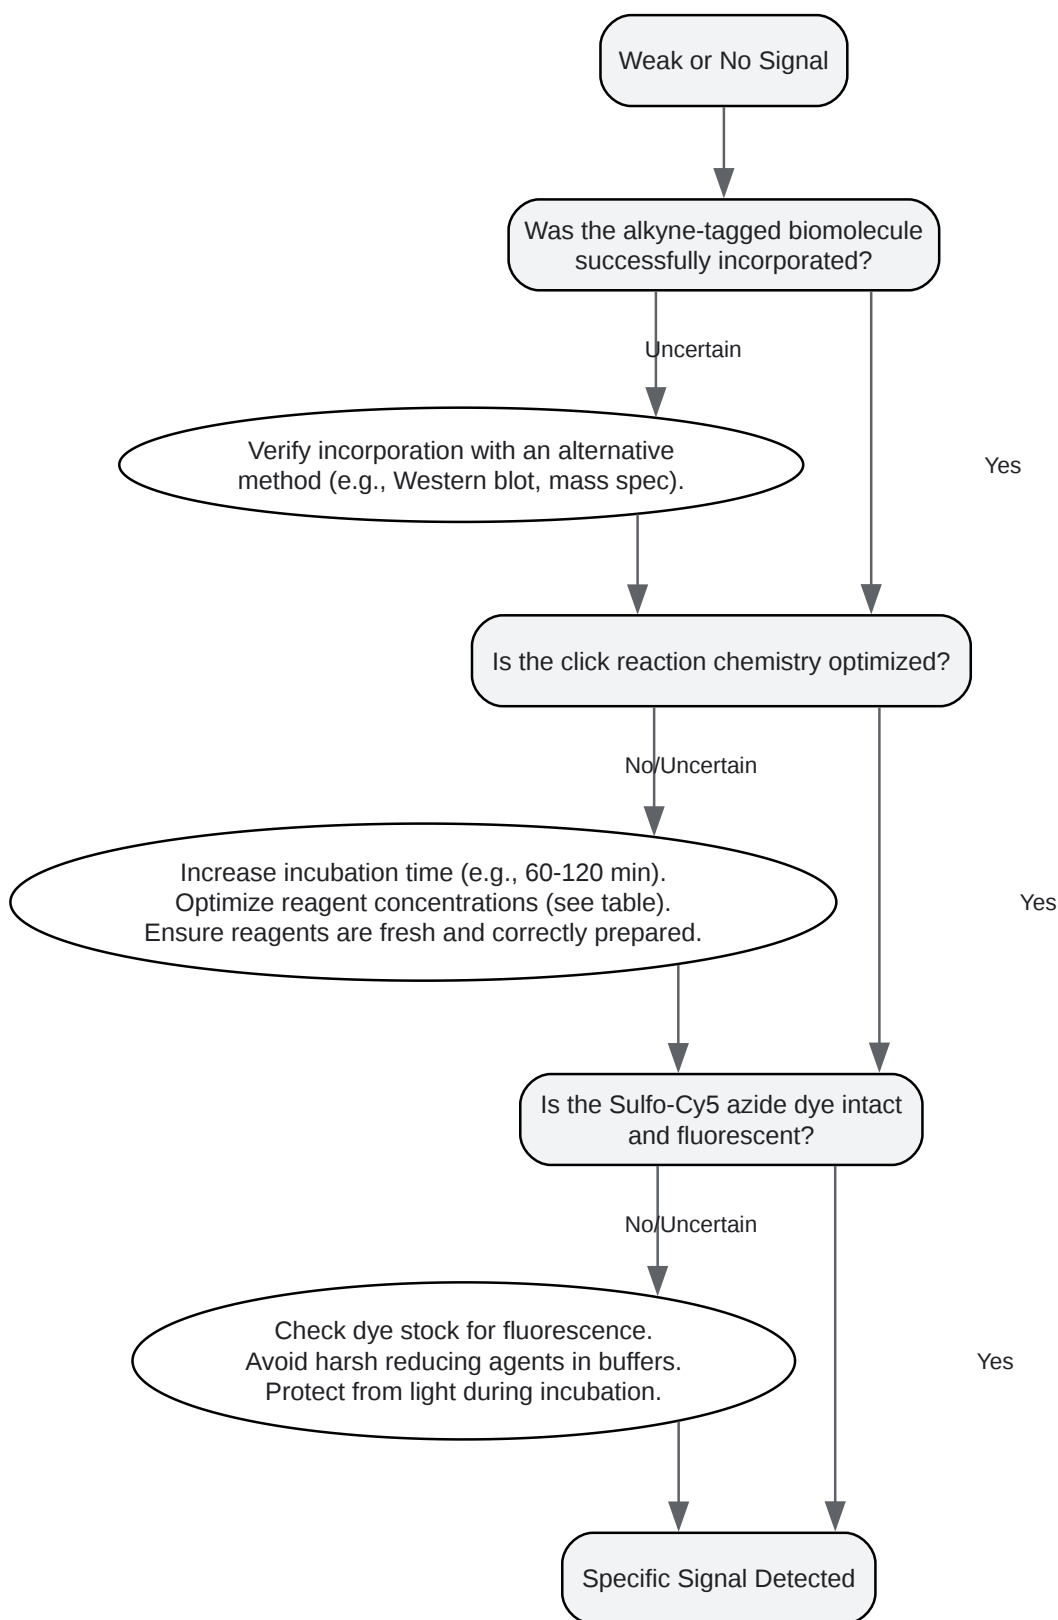 Weak or No Signal
Was the alkyne-tagged biomolecule
successfully incorporated?
Uncertain
Verify incorporation with an alternative
method (e.g., Western blot, mass spec).
Yes
Is the click reaction chemistry optimized?
No/Uncertain
Increase incubation time (e.g., 60-120 min).
Optimize reagent concentrations (see table).
Ensure reagents are fresh and correctly prepared.
Yes
Is the Sulfo-Cy5 azide dye intact
and fluorescent?
No/Uncertain
Check dye stock for fluorescence.
Avoid harsh reducing agents in buffers.
Protect from light during incubation.
Yes
Specific Signal Detected